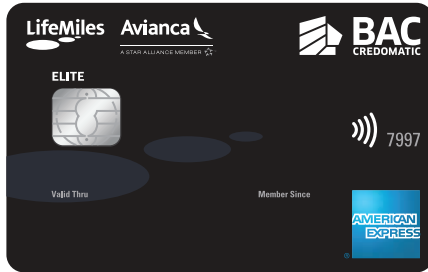 LifeMiles Avianca BAC
CREDOMATIC
A STAR ALLIANCE MEMBER
ELITE
7997
Valid Thru Member Since
AMERICAN
EXPRESS
®